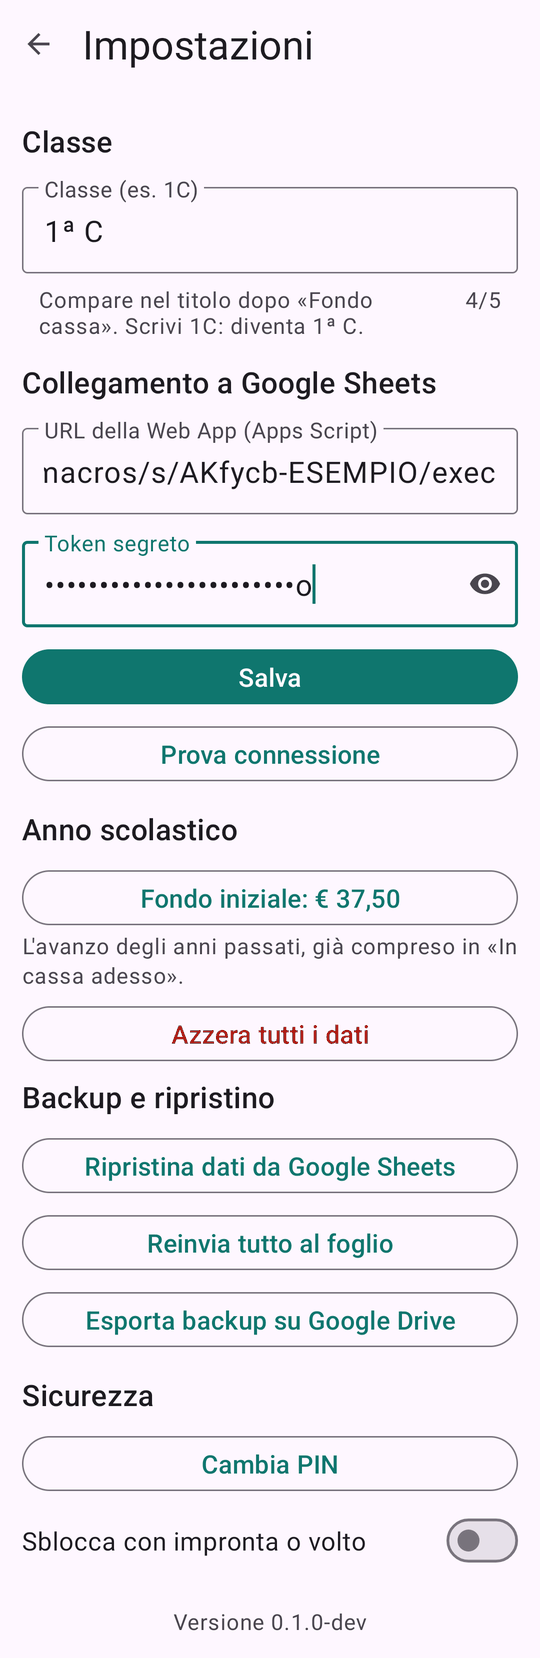 Impostazioni
Classe
Classe (es. 1C)
1ª C
Compare nel titolo dopo «Fondo
cassa». Scrivi 1C: diventa 1ª C.
4/5
Collegamento a Google Sheets
URL della Web App (Apps Script)
nacros/s/AKfycb-ESEMPIO/exec
Token segreto
•••••••••••••••••••••••o
Salva
Prova connessione
Anno scolastico
Fondo iniziale: € 37,50
L'avanzo degli anni passati, già compreso in «In
cassa adesso».
Azzera tutti i dati
Backup e ripristino
Ripristina dati da Google Sheets
Reinvia tutto al foglio
Esporta backup su Google Drive
Sicurezza
Cambia PIN
Sblocca con impronta o volto
Versione 0.1.0-dev